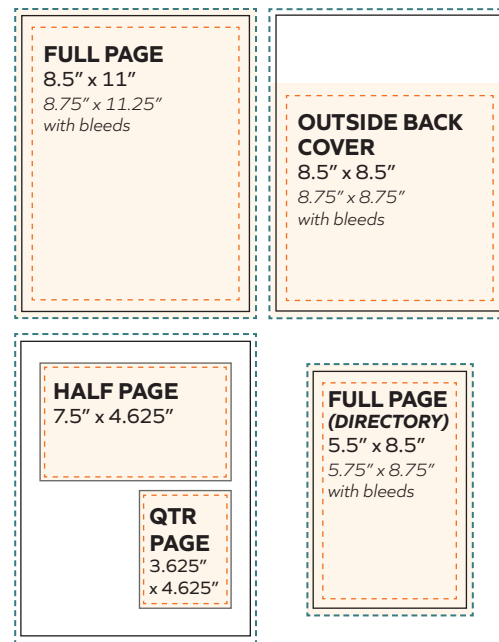 FULL PAGE
8.5” x 11”
8.75” x 11.25”
with bleeds
OUTSIDE BACK
COVER
8.5” x 8.5”
8.75” x 8.75”
with bleeds
HALF PAGE
7.5” x 4.625”
QTR
PAGE
3.625”
x 4.625”
FULL PAGE
(DIRECTORY)
5.5” x 8.5”
5.75” x 8.75”
with bleeds